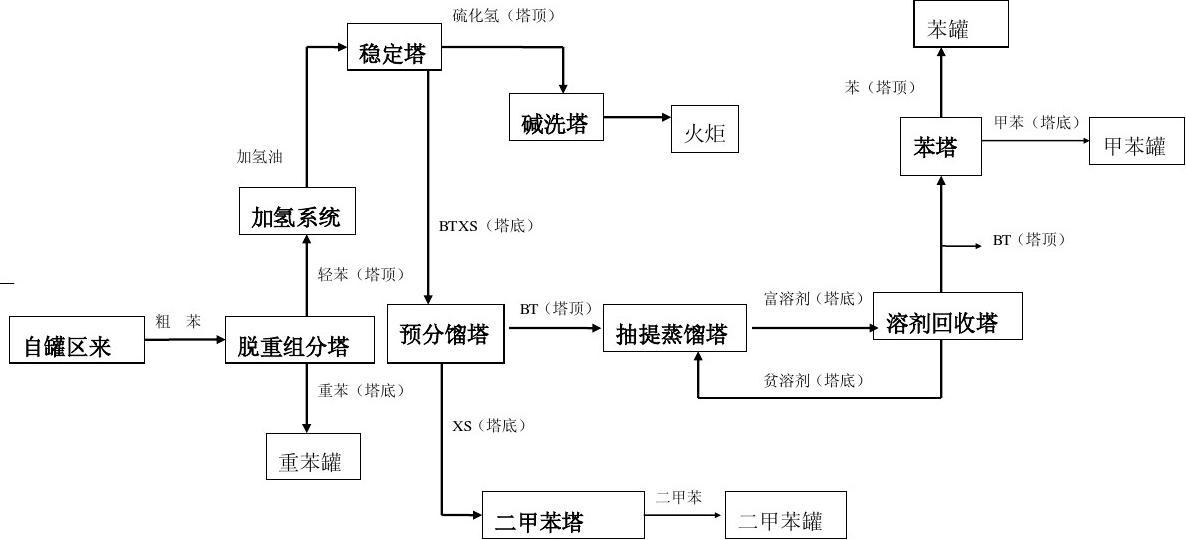 硫化氢（塔顶）
苯罐
稳定塔
苯（塔顶）
碱洗塔
火炬
甲苯（塔底）
苯塔
甲苯罐
加氢油
加氢系统
BTXS（塔底）
BT（塔顶）
轻苯（塔顶）
粗 苯
BT（塔顶）
富溶剂（塔底）
自罐区来
脱重组分塔
预分馏塔
抽提蒸馏塔
溶剂回收塔
重苯（塔底）
贫溶剂（塔底）
XS（塔底）
重苯罐
二甲苯
二甲苯塔
二甲苯罐